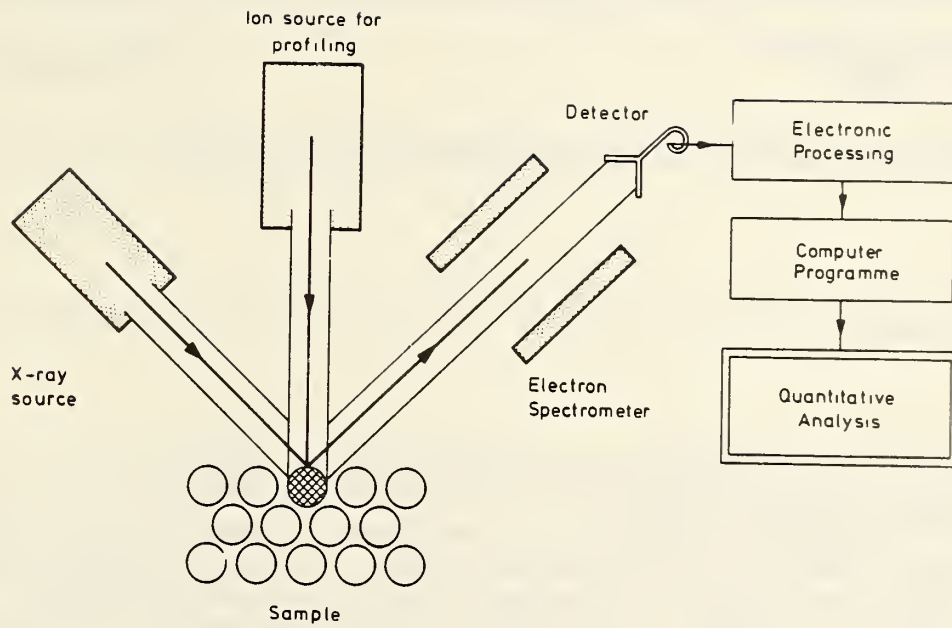 Ion source for
profiling
Detector
Electronic
Processing
Computer
Programme
X-ray
source
Electron
Spectrometer
Quantitative
Analysis
Sample